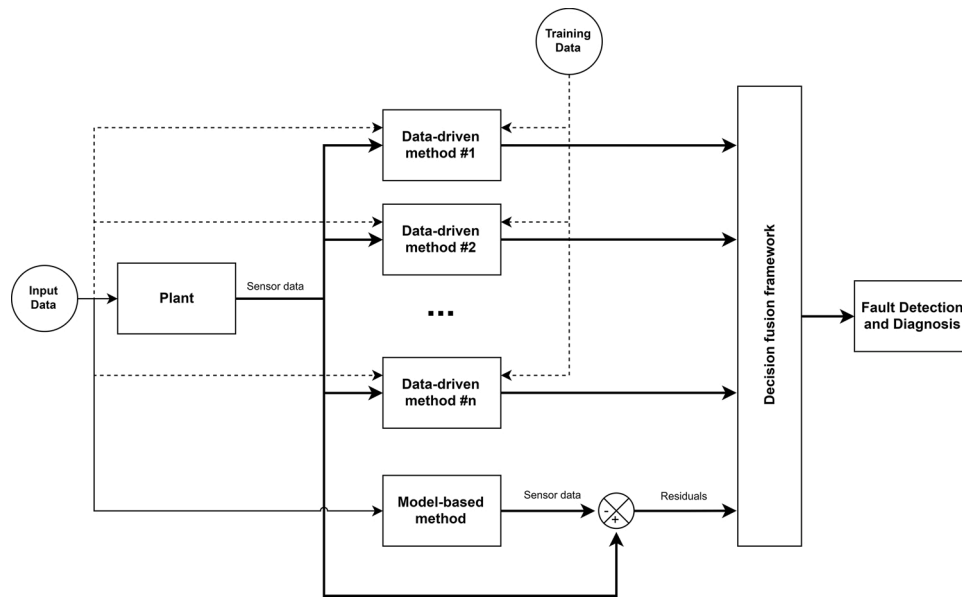 Training
Data
Data-driven
method #1
Data-driven
method #2
Input
Data
Plant
Sensor data
...
Decision fusion framework
Fault Detection
and Diagnosis
Data-driven
method #n
Model-based
method
Sensor data
-
+
Residuals